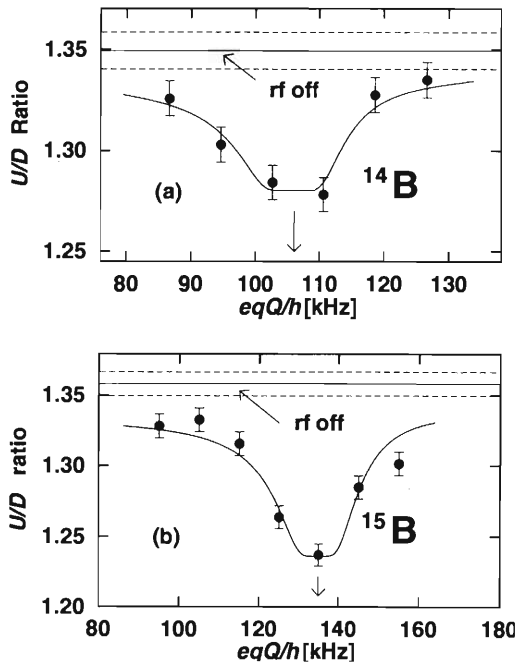 1.35
1.30
1.25
U/D Ratio
rf off
(a)
14B
80 90 100 110 120 130
eqQ/h[kHz]
1.40
1.35
1.30
1.25
1.20
U/D ratio
rf off
(b)
15B
80 100 120 140 160 180
eqQ/h[kHz]